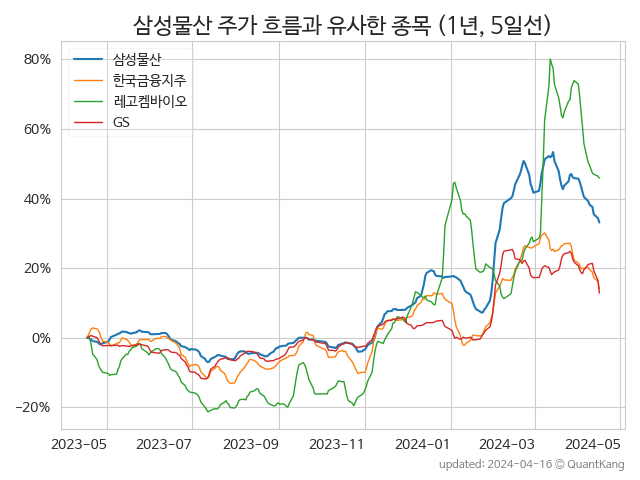 삼성물산 주가 흐름과 유사한 종목 (1년, 5일선)
80%
60%
40%
20%
0%
−20%
삼성물산
한국금융지주
레고켐바이오
GS
2023-05 2023-07 2023-09 2023-11 2024-01 2024-03 2024-05
updated: 2024-04-16 © QuantKang